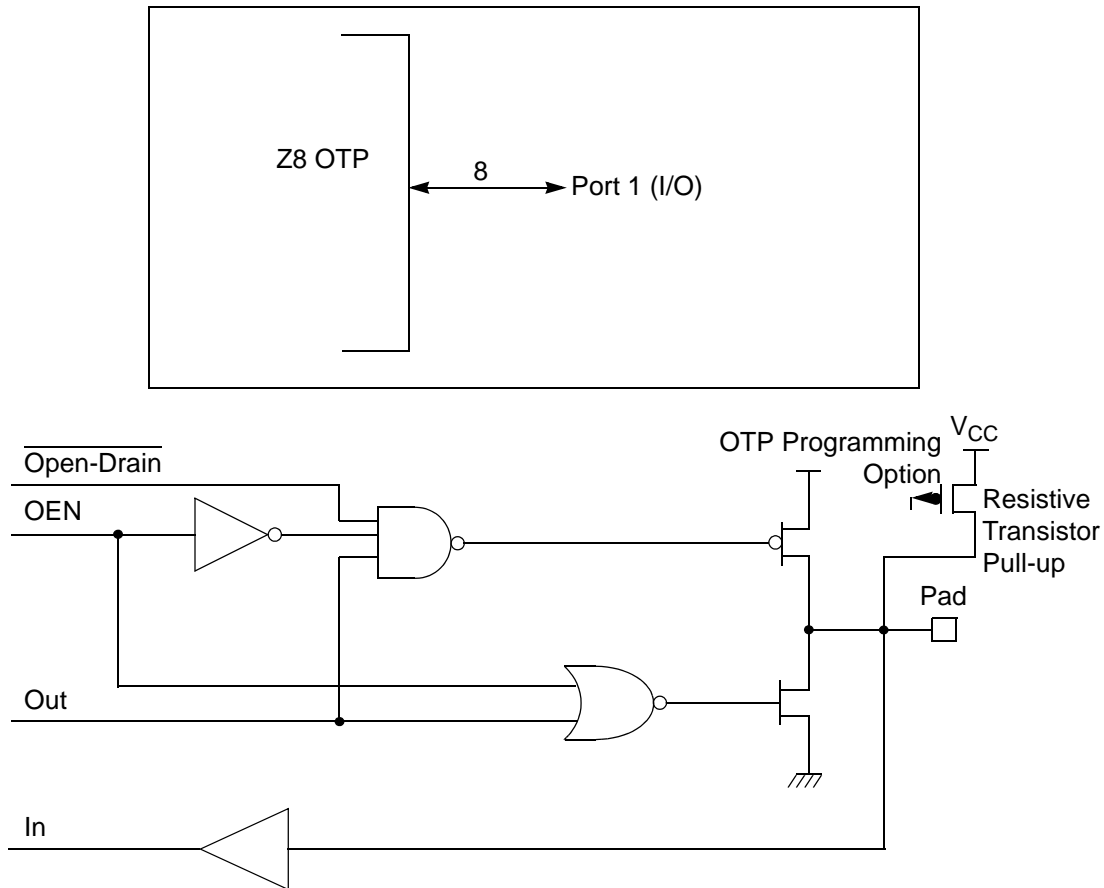 Z8 OTP
8
Port 1 (I/O)
Open-Drain
OEN
Out
In
OTP Programming
Option
VCC
Resistive
Transistor
Pull-up
Pad